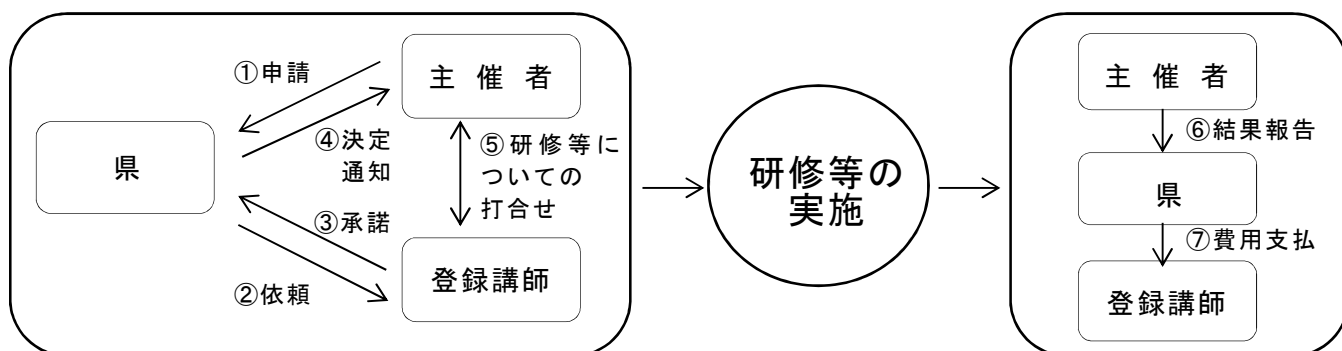 ①申請
主催者
④決定
通知
県
⑤研修等に
ついての
打合せ
③承諾
②依頼
登録講師
研修等の
実施
主催者
⑥結果報告
県
⑦費用支払
登録講師